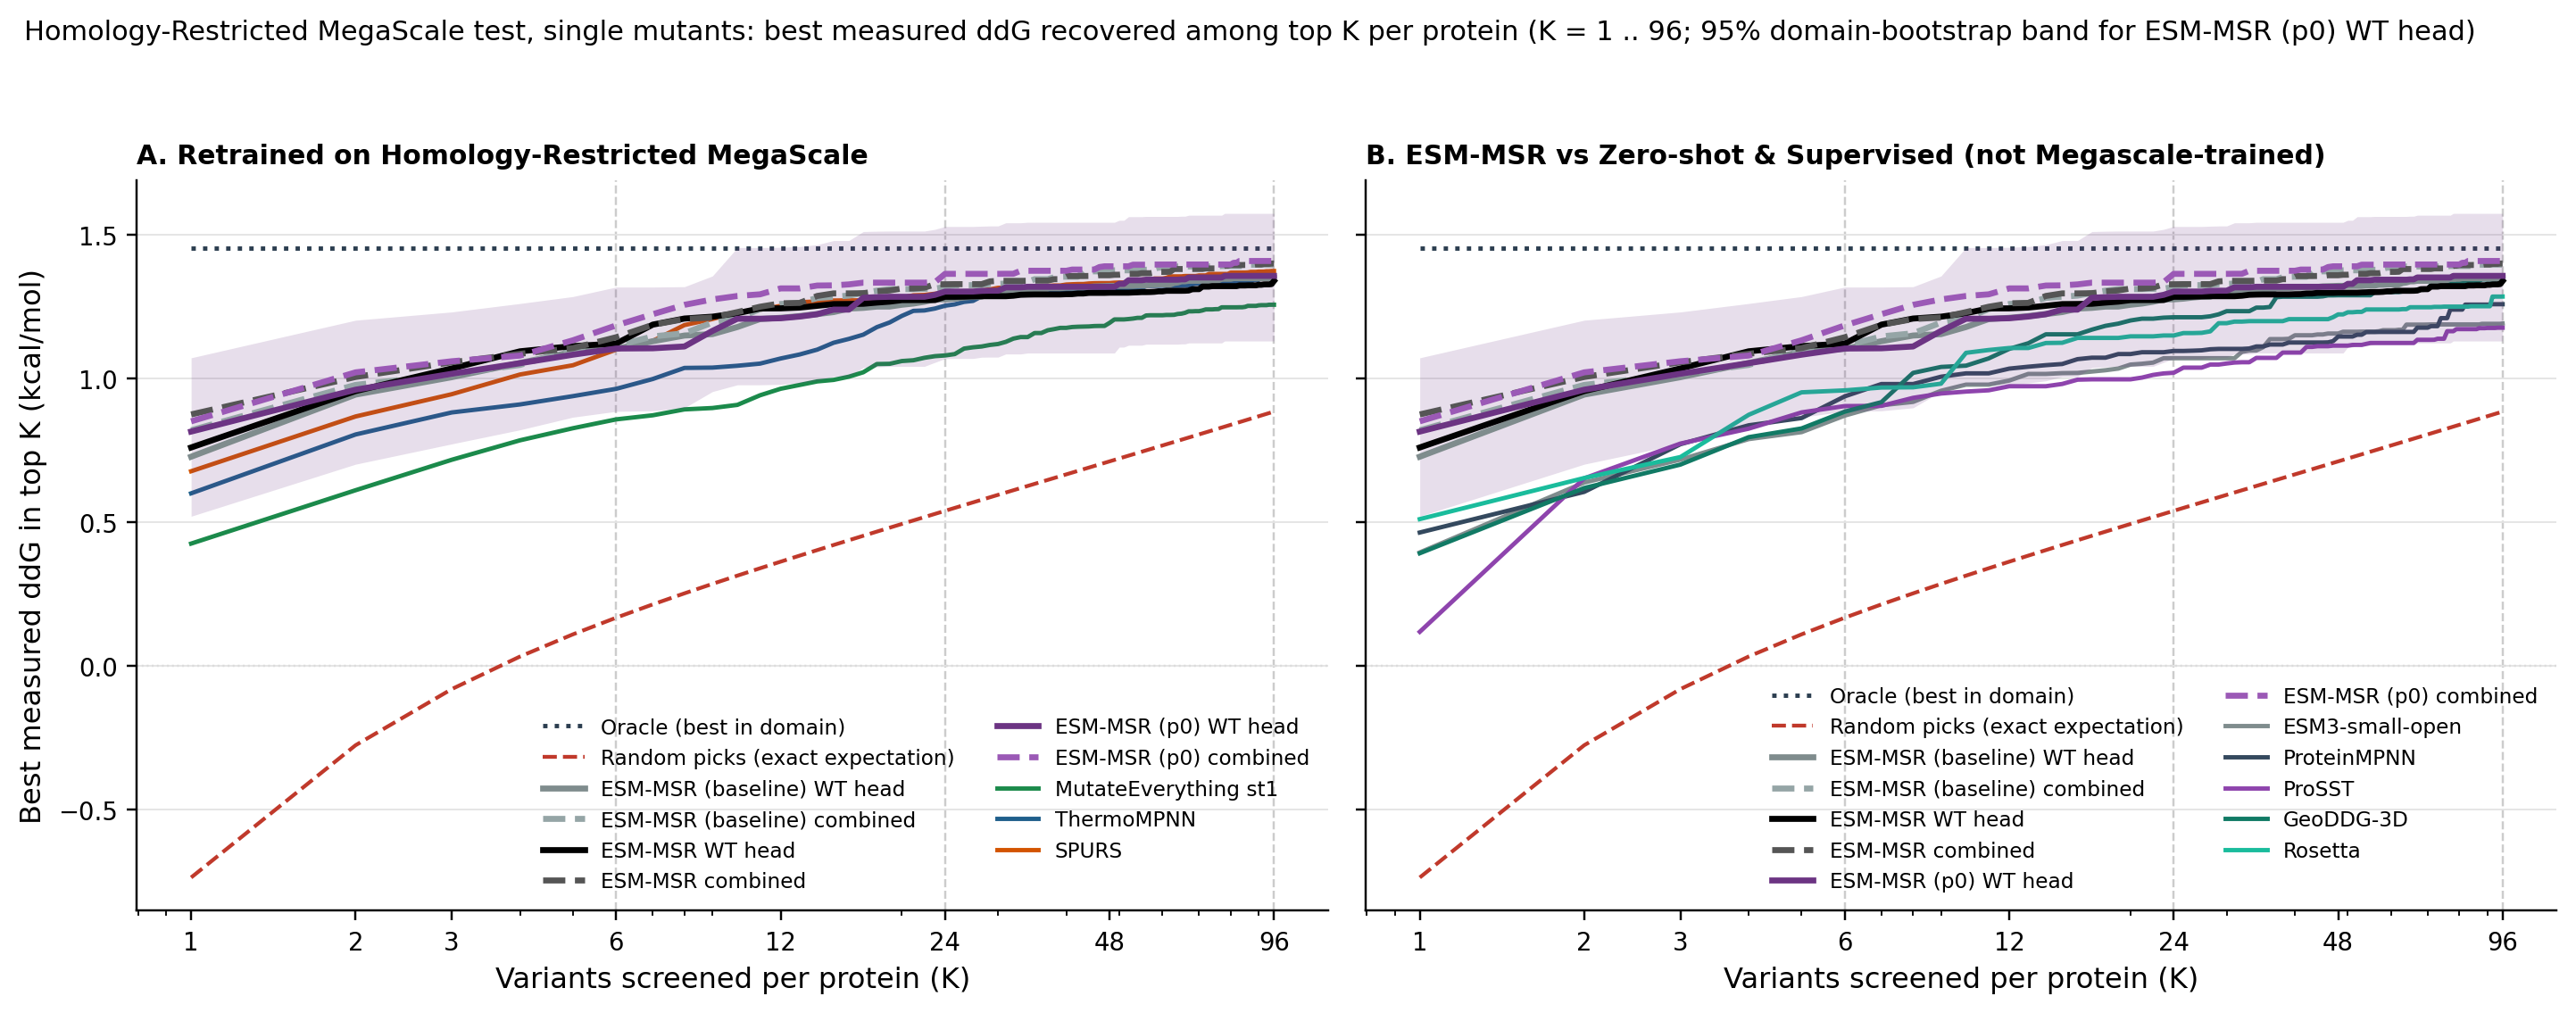 Homology-Restricted MegaScale test, single mutants: best measured ddG recovered among top K per protein (K = 1 .. 96; 95% domain-bootstrap band for ESM-MSR (p0) WT head)
A. Retrained on Homology-Restricted MegaScale
Best measured ddG in top K (kcal/mol)
1.5
1.0
0.5
0.0
−0.5
Oracle (best in domain)
Random picks (exact expectation)
ESM-MSR (baseline) WT head
ESM-MSR (baseline) combined
ESM-MSR WT head
ESM-MSR combined
ESM-MSR (p0) WT head
ESM-MSR (p0) combined
MutateEverything st1
ThermoMPNN
SPURS
1 2 3 6 12 24 48 96
Variants screened per protein (K)
B. ESM-MSR vs Zero-shot & Supervised (not Megascale-trained)
Oracle (best in domain)
Random picks (exact expectation)
ESM-MSR (baseline) WT head
ESM-MSR (baseline) combined
ESM-MSR WT head
ESM-MSR combined
ESM-MSR (p0) WT head
ESM-MSR (p0) combined
ESM3-small-open
ProteinMPNN
ProSST
GeoDDG-3D
Rosetta
1 2 3 6 12 24 48 96
Variants screened per protein (K)